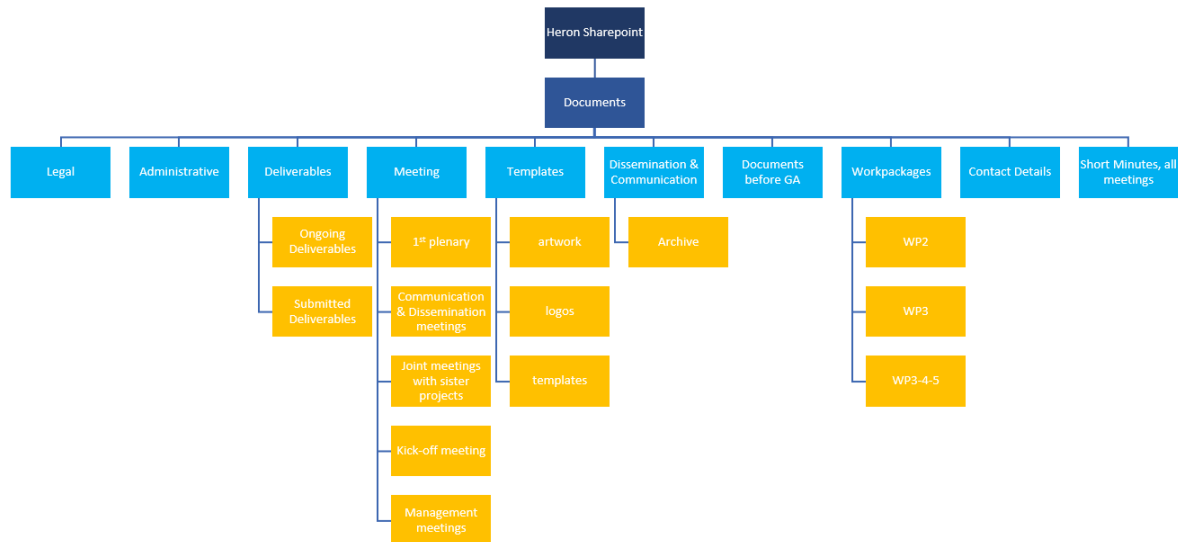 Heron Sharepoint
Documents
Legal
Administrative
Deliverables
Meeting
Templates
Dissemination &
Communication
Documents
before GA
Workpackages
Contact Details
Short Minutes, all
meetings
Ongoing
Deliverables
Submitted
Deliverables
1st plenary
Communication
& Dissemination
meetings
Joint meetings
with sister
projects
Kick-off meeting
Management
meetings
artwork
logos
templates
Archive
WP2
WP3
WP3-4-5